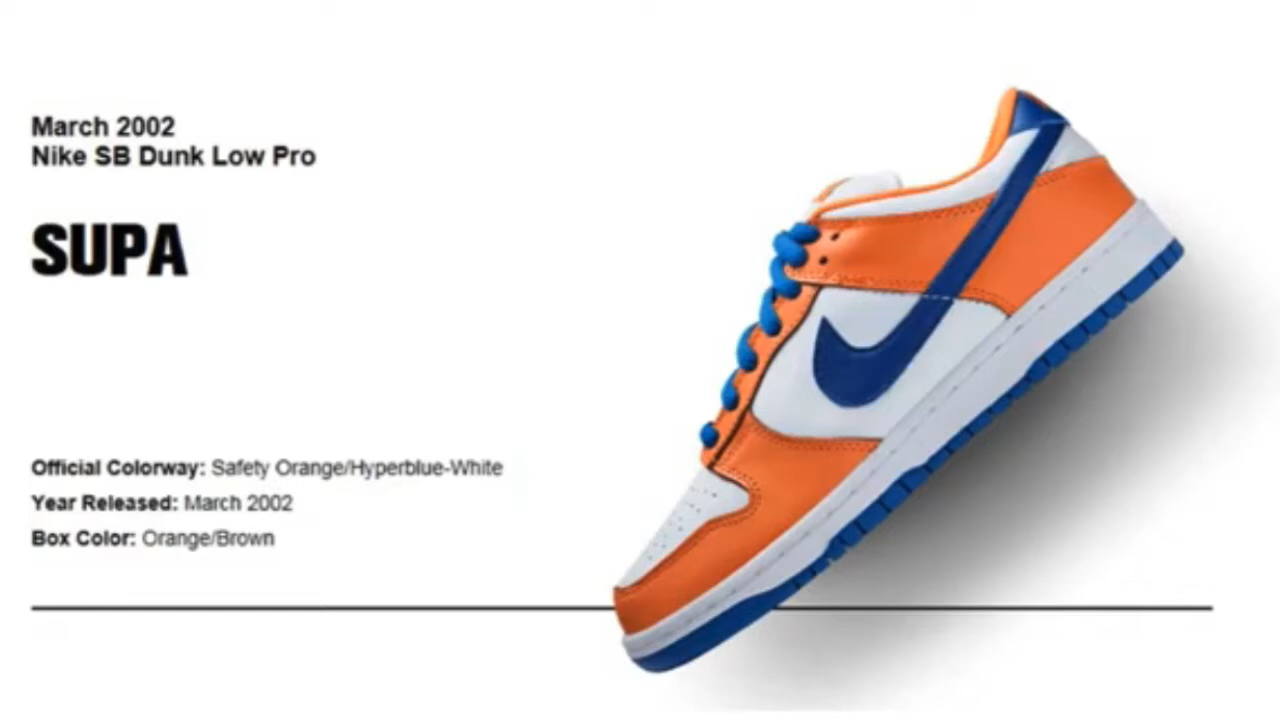 March 2002
Nike SB Dunk Low Pro
SUPA
Official Colorway: Safety Orange/Hyperblue-White
Year Released: March 2002
Box Color: Orange/Brown